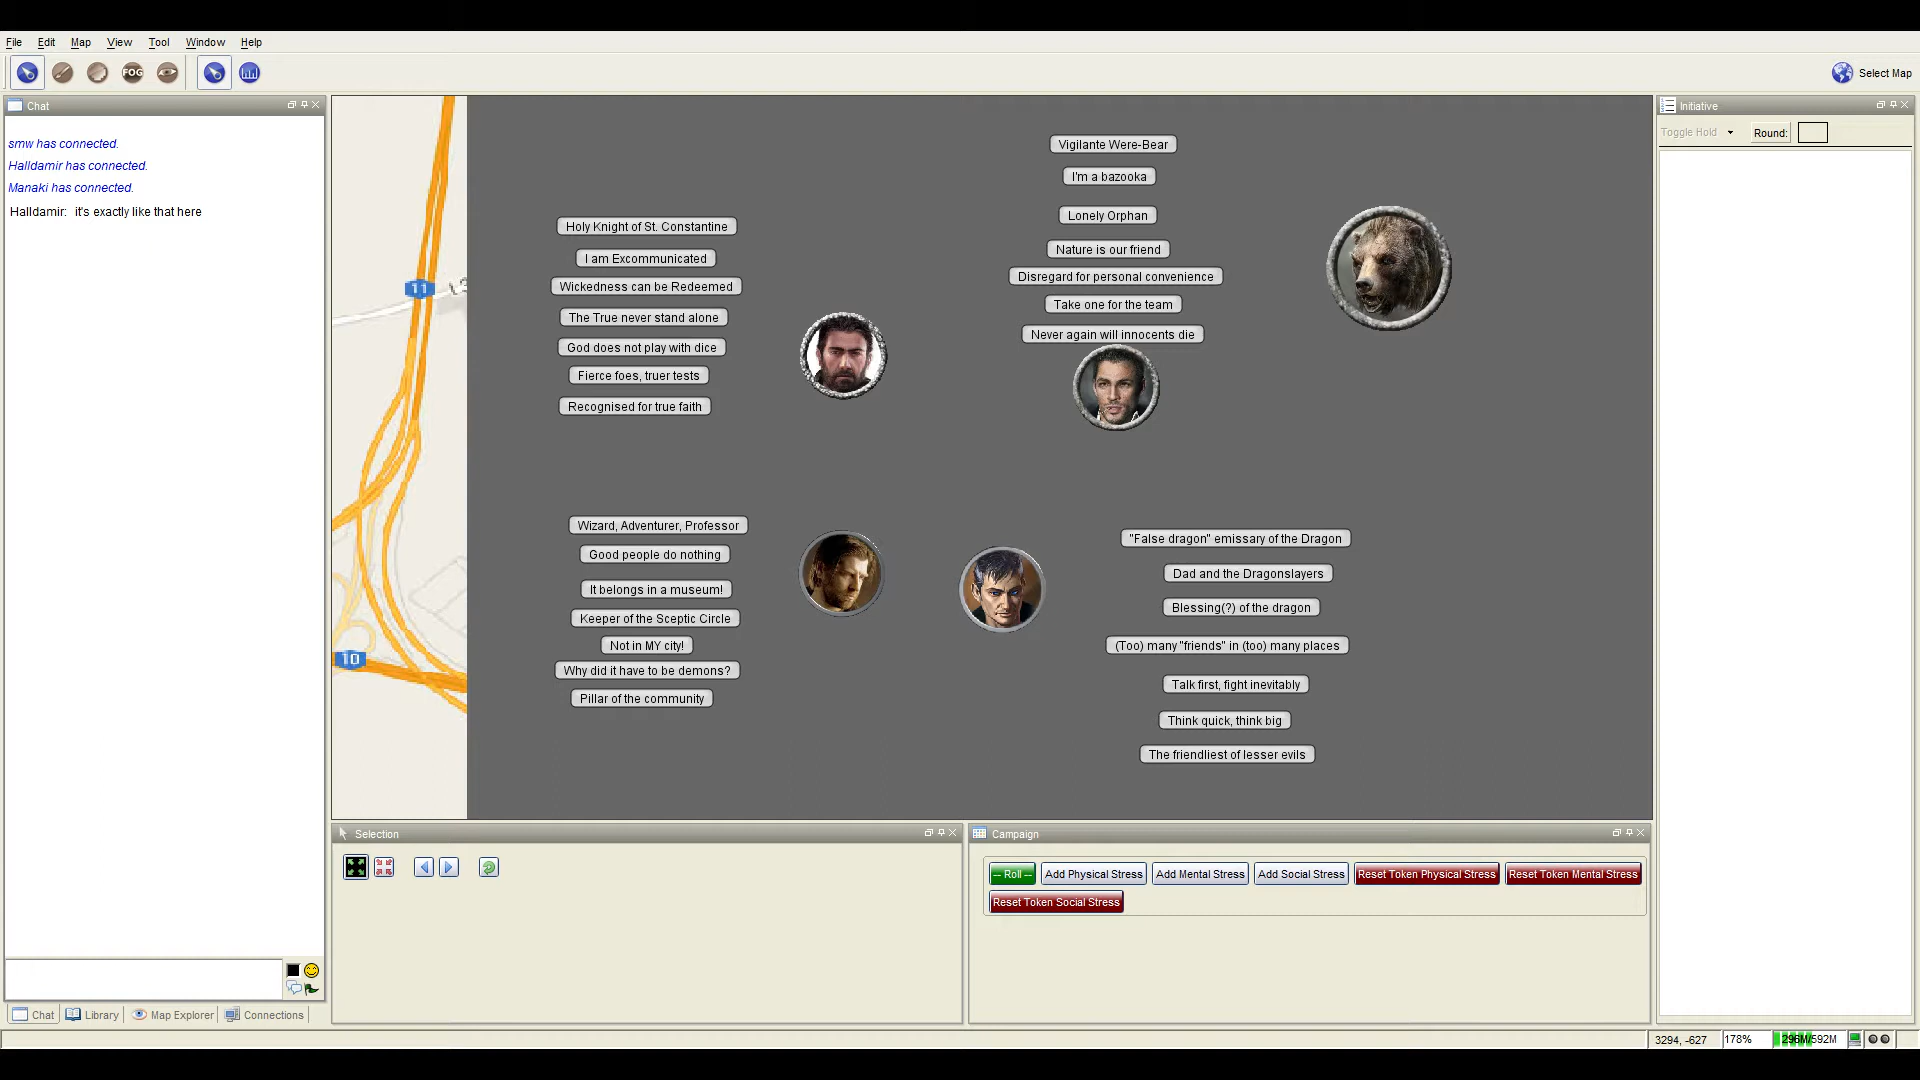 File Edit Map View Tool Window Help
FOG
Select Map
Chat
smw has connected.
Halldamir has connected.
Manaki has connected.
Halldamir: it's exactly like that here
11
10
Holy Knight of St. Constantine
I am Excommunicated
Wickedness can be Redeemed
The True never stand alone
God does not play with dice
Fierce foes, truer tests
Recognised for true faith
Vigilante Were-Bear
I'm a bazooka
Lonely Orphan
Nature is our friend
Disregard for personal convenience
Take one for the team
Never again will innocents die
Wizard, Adventurer, Professor
Good people do nothing
It belongs in a museum!
Keeper of the Sceptic Circle
Not in MY city!
Why did it have to be demons?
Pillar of the community
"False dragon" emissary of the Dragon
Dad and the Dragonslayers
Blessing(?) of the dragon
(Too) many "friends" in (too) many places
Talk first, fight inevitably
Think quick, think big
The friendliest of lesser evils
Initiative
Toggle Hold Round:
Selection
Campaign
-- Roll -- Add Physical Stress Add Mental Stress Add Social Stress Reset Token Physical Stress Reset Token Mental Stress
Reset Token Social Stress
Chat Library Map Explorer Connections
3294, -627 178% 296M/592M